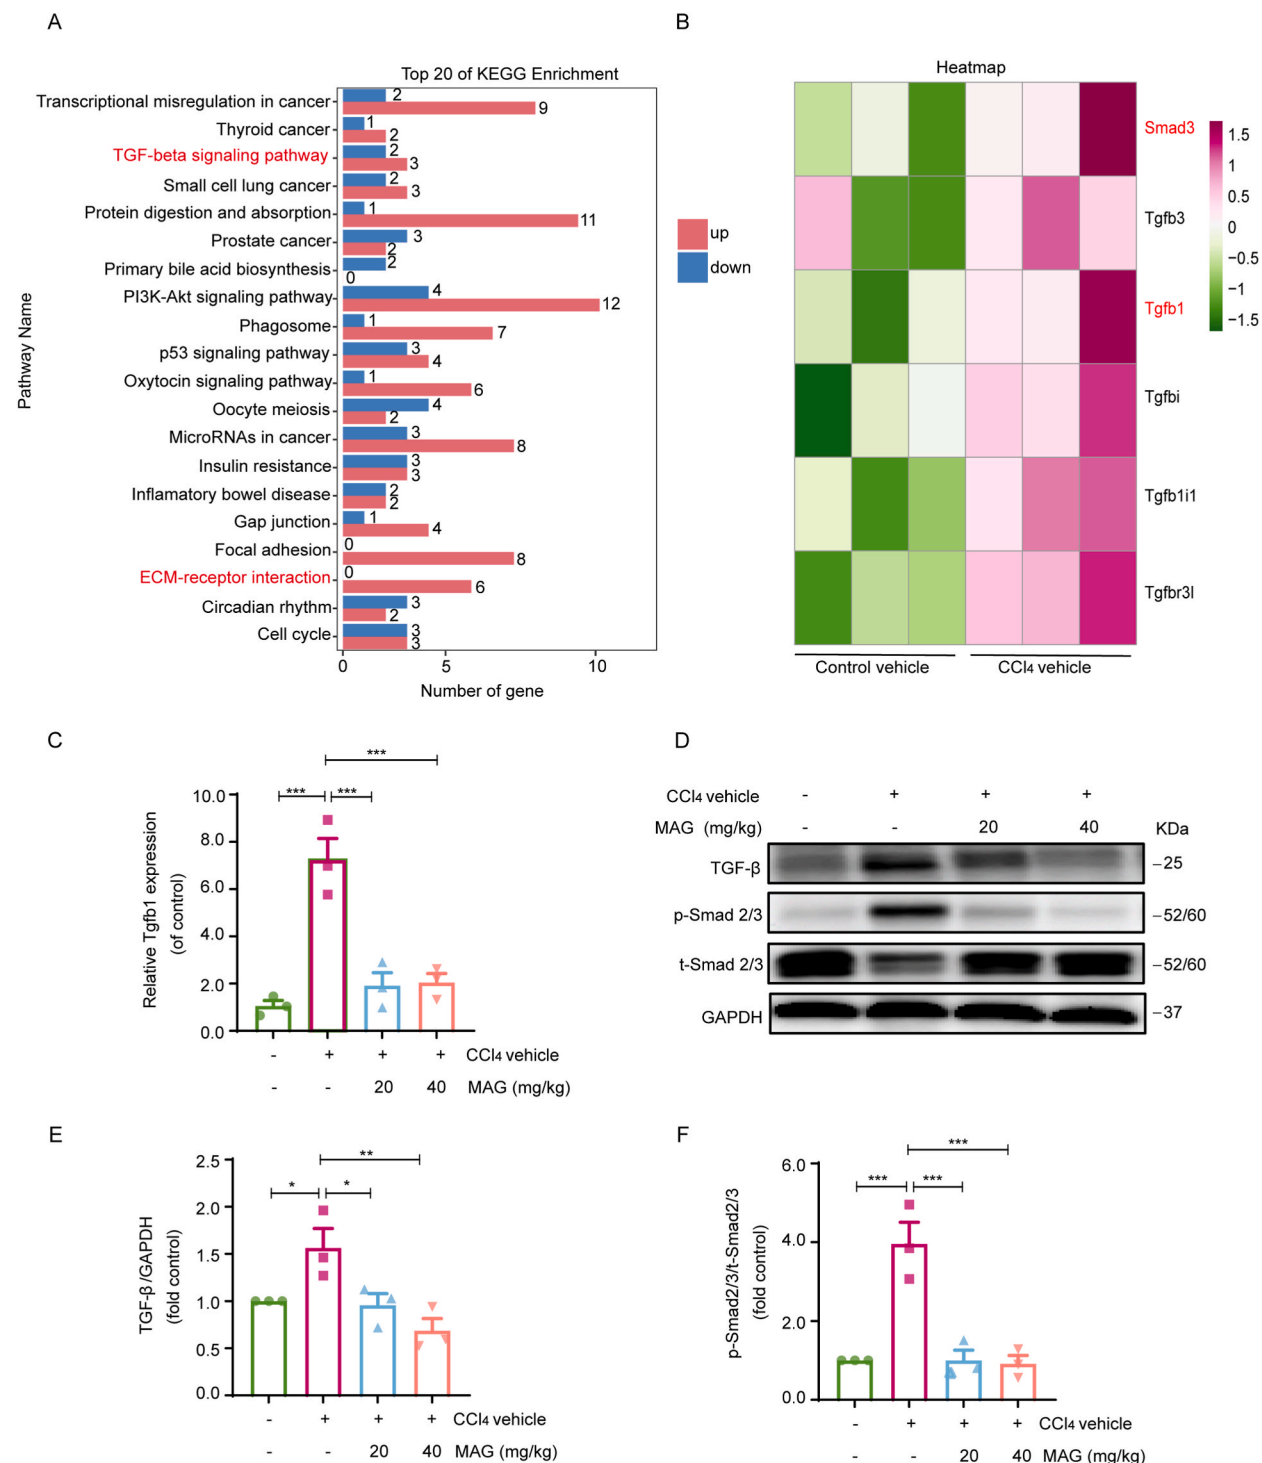 A
Top 20 of KEGG Enrichment
Pathway Name
Transcriptional misregulation in cancer
2
9
Thyroid cancer
1
2
TGF-beta signaling pathway
2
3
Small cell lung cancer
2
3
Protein digestion and absorption
1
11
Prostate cancer
3
2
Primary bile acid biosynthesis
2
0
PI3K-Akt signaling pathway
4
12
Phagosome
1
7
p53 signaling pathway
3
4
Oxytocin signaling pathway
1
6
Oocyte meiosis
4
2
MicroRNAs in cancer
3
8
Insulin resistance
3
3
Inflamatory bowel disease
2
2
Gap junction
1
4
Focal adhesion
0
8
ECM-receptor interaction
0
6
Circadian rhythm
3
2
Cell cycle
3
3
0 5 10
Number of gene
up
down
B
Heatmap
Smad3
Tgfb3
Tgfb1
Tgfbi
Tgfb1i1
Tgfbr3l
1.5
1
0.5
0
−0.5
−1
−1.5
Control vehicle CCl4 vehicle
C
***
*** ***
Relative Tgfb1 expression
(of control)
10.0
8.0
6.0
4.0
2.0
0.0
- + + + CCl4 vehicle
- - 20 40 MAG (mg/kg)
D
CCl4 vehicle - + + +
MAG (mg/kg) - - 20 40 KDa
TGF-β –25
p-Smad 2/3 –52/60
t-Smad 2/3 –52/60
GAPDH –37
E
**
* *
TGF-β /GAPDH
(fold control)
2.5
2.0
1.5
1.0
0.5
0.0
- + + + CCl4 vehicle
- - 20 40 MAG (mg/kg)
F
***
*** ***
p-Smad2/3/t-Smad2/3
(fold control)
6.0
4.0
2.0
0.0
- + + + CCl4 vehicle
- - 20 40 MAG (mg/kg)